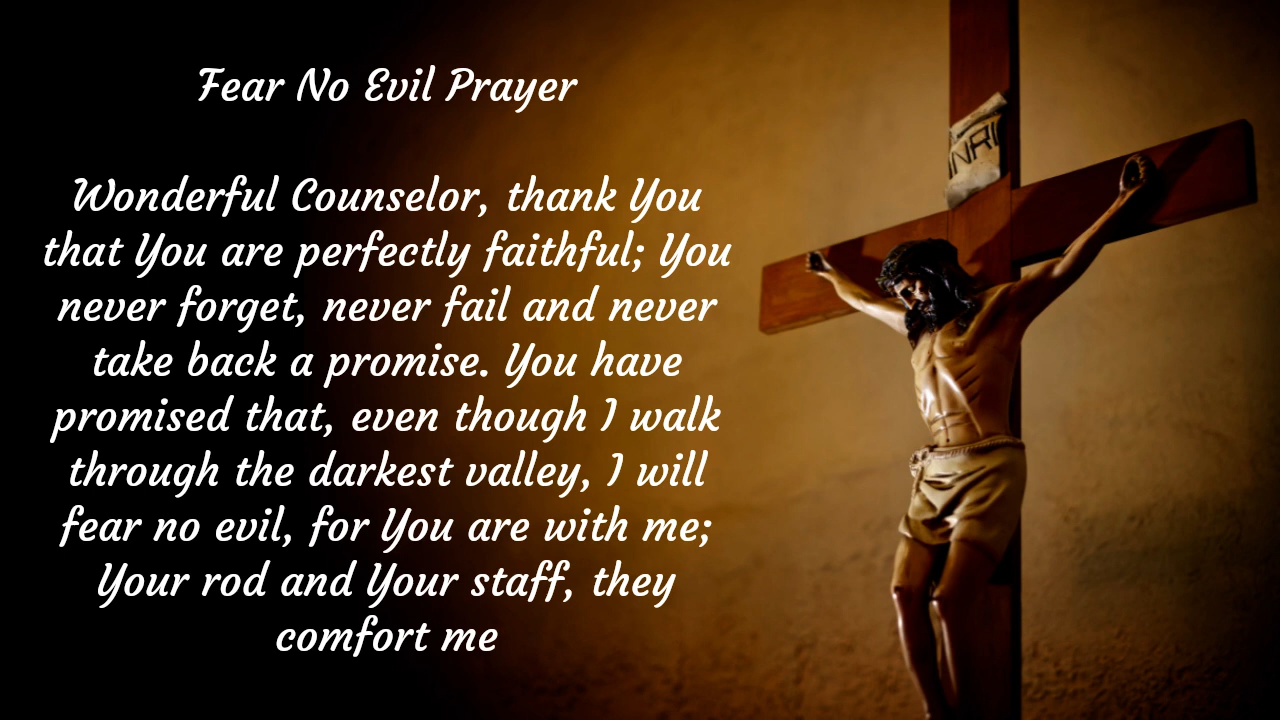 Fear No Evil Prayer
Wonderful Counselor, thank You
that You are perfectly faithful; You
never forget, never fail and never
take back a promise. You have
promised that, even though I walk
through the darkest valley, I will
fear no evil, for You are with me;
Your rod and Your staff, they
comfort me
INRI